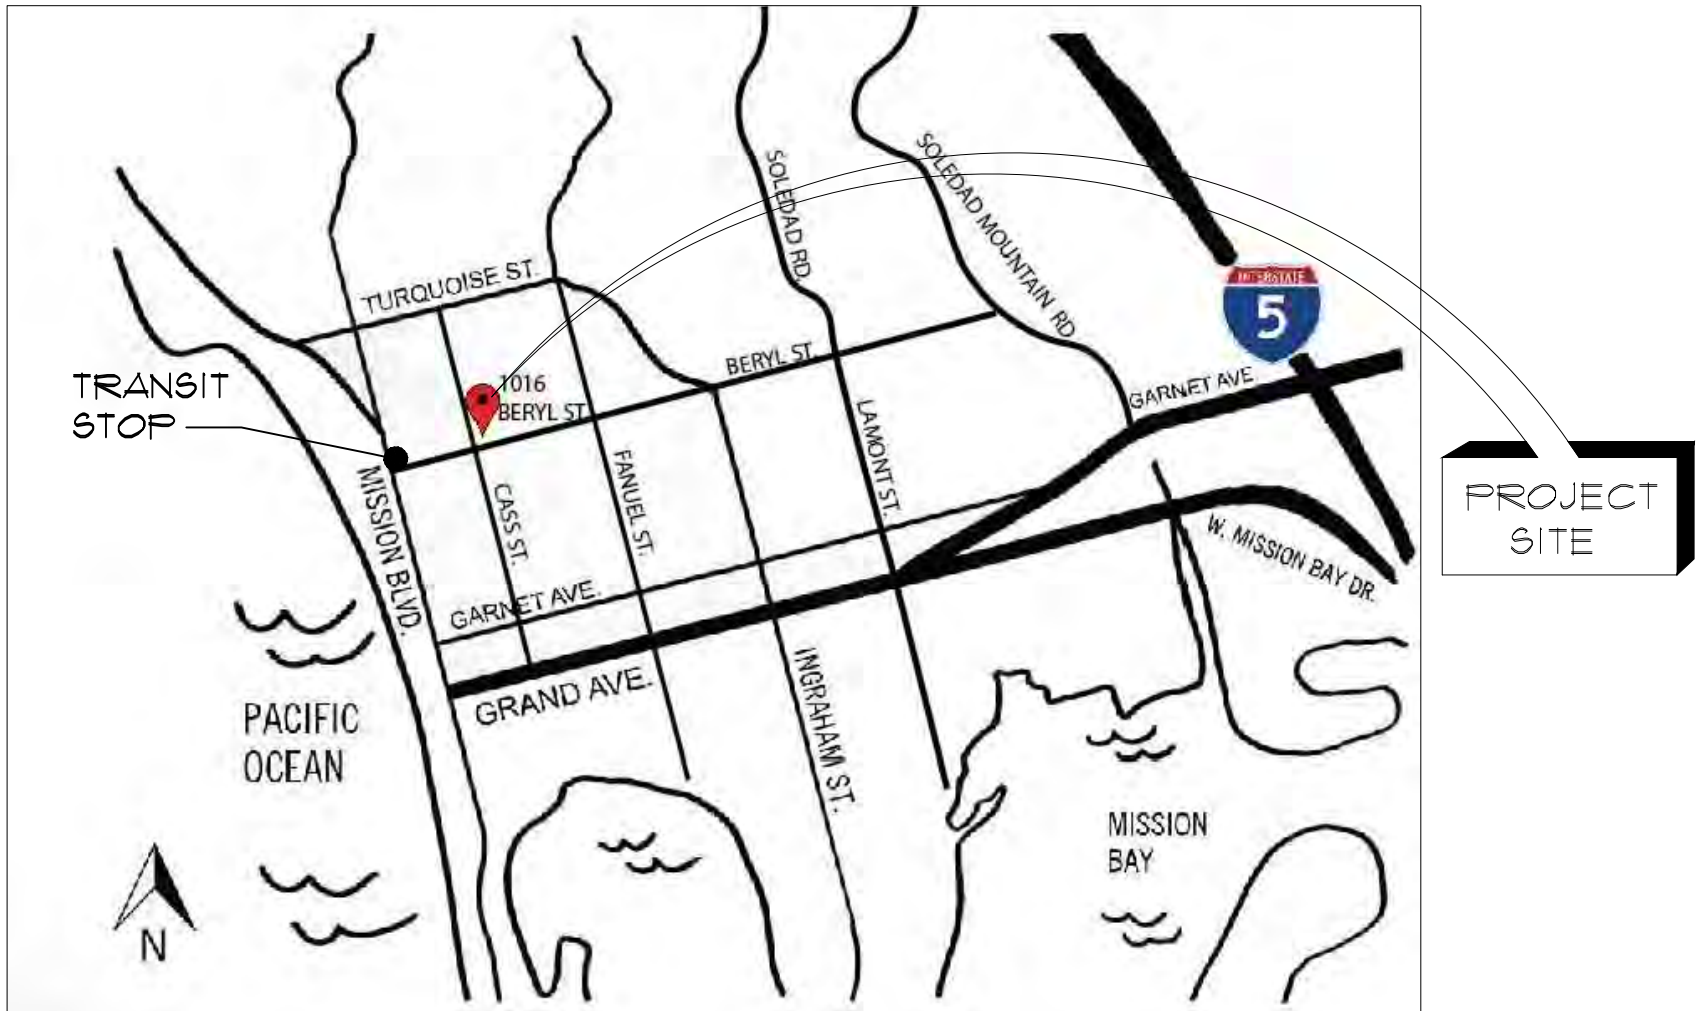 SOLEDAD RD.
SOLEDAD MOUNTAIN RD.
TURQUOISE ST.
INTERSTATE
5
TRANSIT
STOP
1016
BERYL ST
BERYL ST.
GARNET AVE
LAMONT ST.
MISSION BLVD.
CASS ST.
FANUEL ST.
PROJECT
SITE
W. MISSION BAY DR.
GARNET AVE.
GRAND AVE.
INGRAHAM ST.
PACIFIC
OCEAN
MISSION
BAY
N